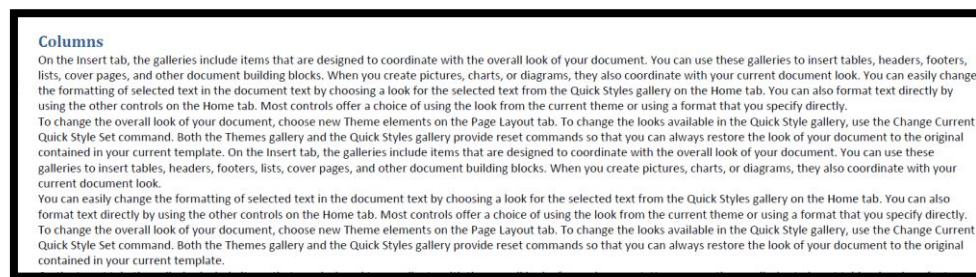 Columns
On the Insert tab, the galleries include items that are designed to coordinate with the overall look of your document. You can use these galleries to insert tables, headers, footers,
lists, cover pages, and other document building blocks. When you create pictures, charts, or diagrams, they also coordinate with your current document look. You can easily change
the formatting of selected text in the document text by choosing a look for the selected text from the Quick Styles gallery on the Home tab. You can also format text directly by
using the other controls on the Home tab. Most controls offer a choice of using the look from the current theme or using a format that you specify directly.
To change the overall look of your document, choose new Theme elements on the Page Layout tab. To change the looks available in the Quick Style gallery, use the Change Current
Quick Style Set command. Both the Themes gallery and the Quick Styles gallery provide reset commands so that you can always restore the look of your document to the original
contained in your current template. On the Insert tab, the galleries include items that are designed to coordinate with the overall look of your document. You can use these
galleries to insert tables, headers, footers, lists, cover pages, and other document building blocks. When you create pictures, charts, or diagrams, they also coordinate with your
current document look.
You can easily change the formatting of selected text in the document text by choosing a look for the selected text from the Quick Styles gallery on the Home tab. You can also
format text directly by using the other controls on the Home tab. Most controls offer a choice of using the look from the current theme or using a format that you specify directly.
To change the overall look of your document, choose new Theme elements on the Page Layout tab. To change the looks available in the Quick Style gallery, use the Change Current
Quick Style Set command. Both the Themes gallery and the Quick Styles gallery provide reset commands so that you can always restore the look of your document to the original
contained in your current template.